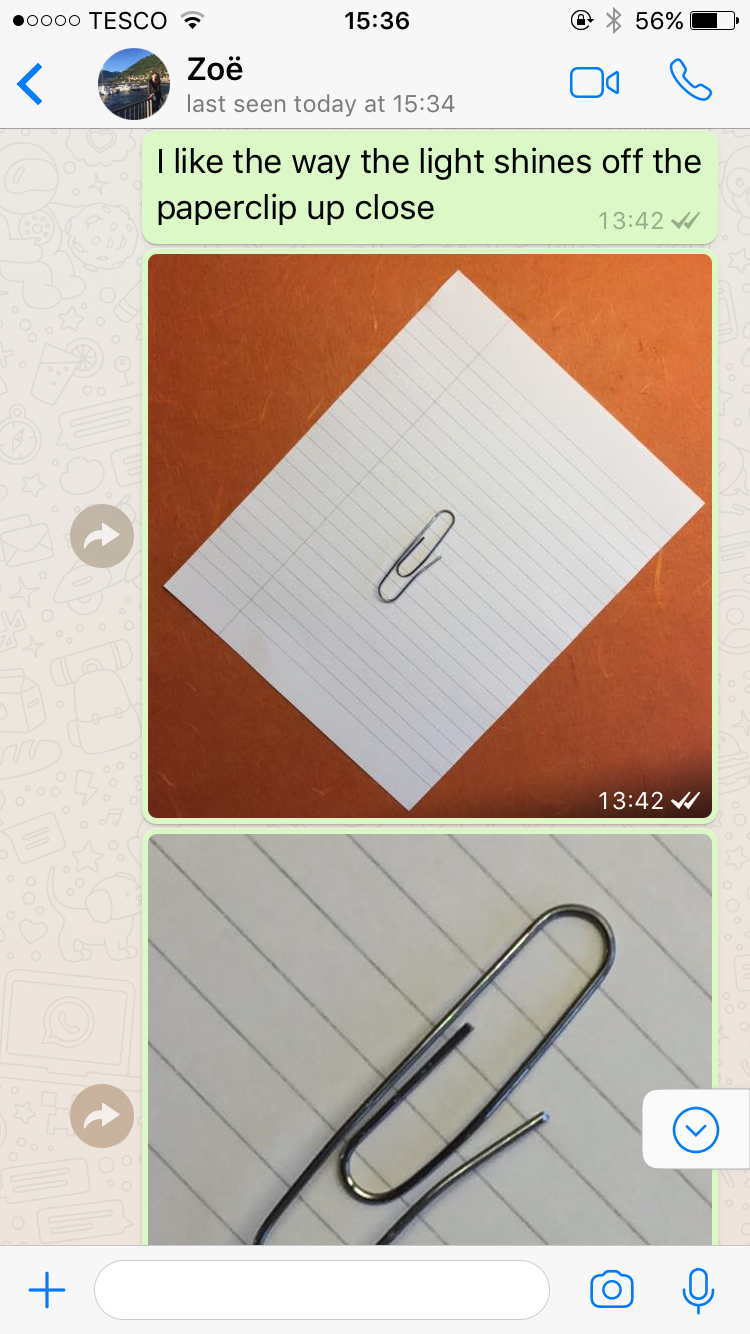 TESCO 15:36 56%
Zoë
last seen today at 15:34
I like the way the light shines off the
paperclip up close
13:42
13:42